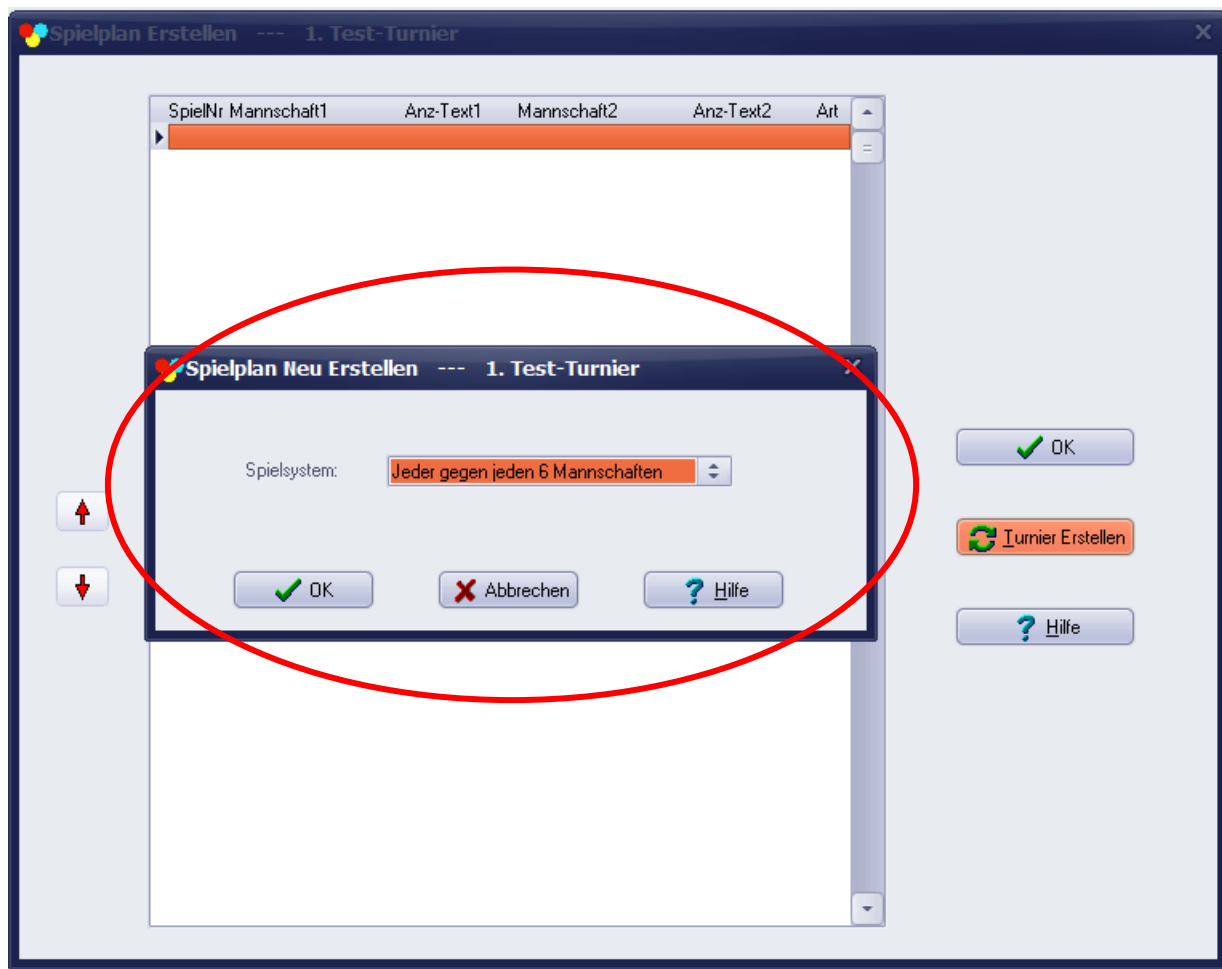 Spielplan Erstellen --- 1. Test-Turnier
SpielNr Mannschaft1 Anz-Text1 Mannschaft2 Anz-Text2 Art
Spielplan Neu Erstellen --- 1. Test-Turnier
Spielsystem: Jeder gegen jeden 6 Mannschaften
OK Abbrechen Hilfe
OK
Turnier Erstellen
Hilfe